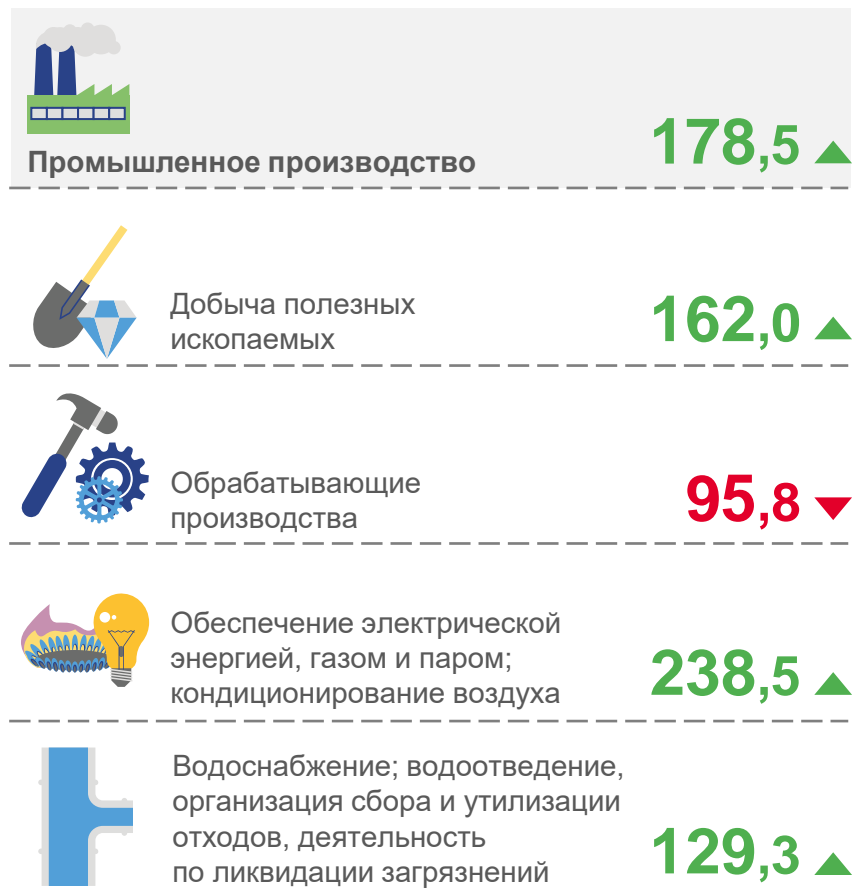 Промышленное производство
178,5
Добыча полезных
ископаемых
162,0
Обрабатывающие
производства
95,8
Обеспечение электрической
энергией, газом и паром;
кондиционирование воздуха
238,5
Водоснабжение; водоотведение,
организация сбора и утилизации
отходов, деятельность
по ликвидации загрязнений
129,3